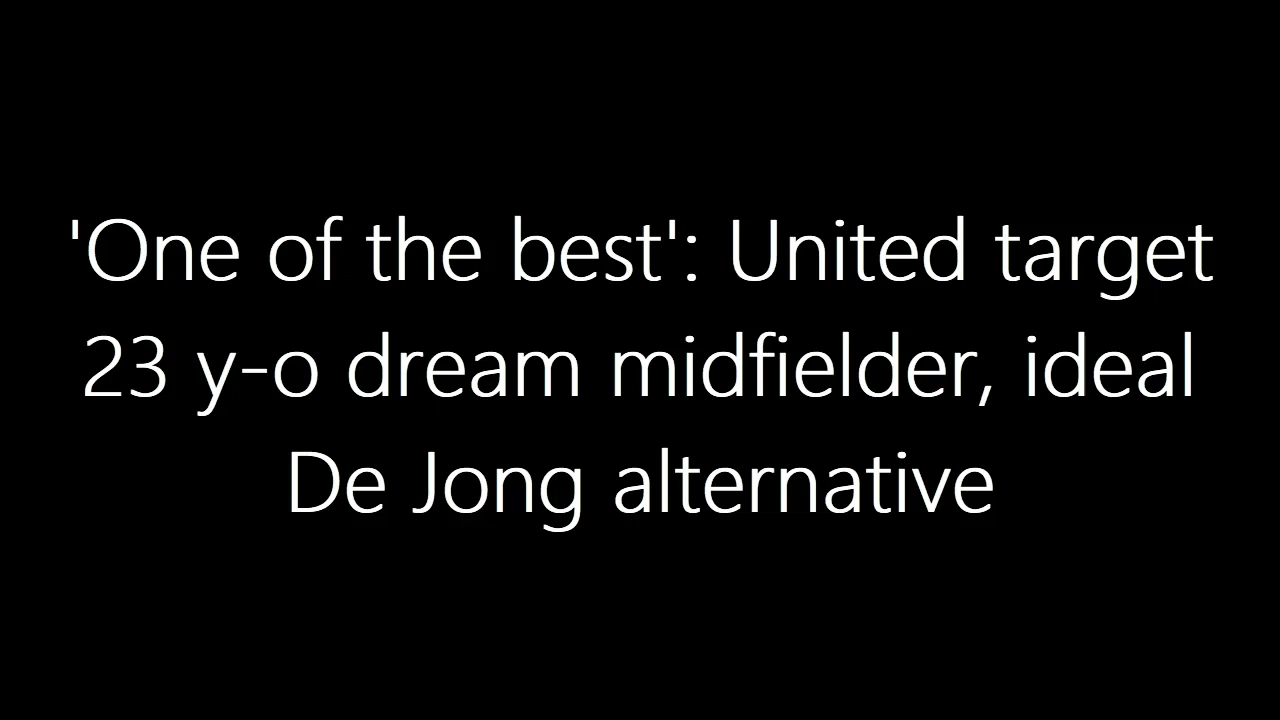 'One of the best': United target
23 y-o dream midfielder, ideal
De Jong alternative